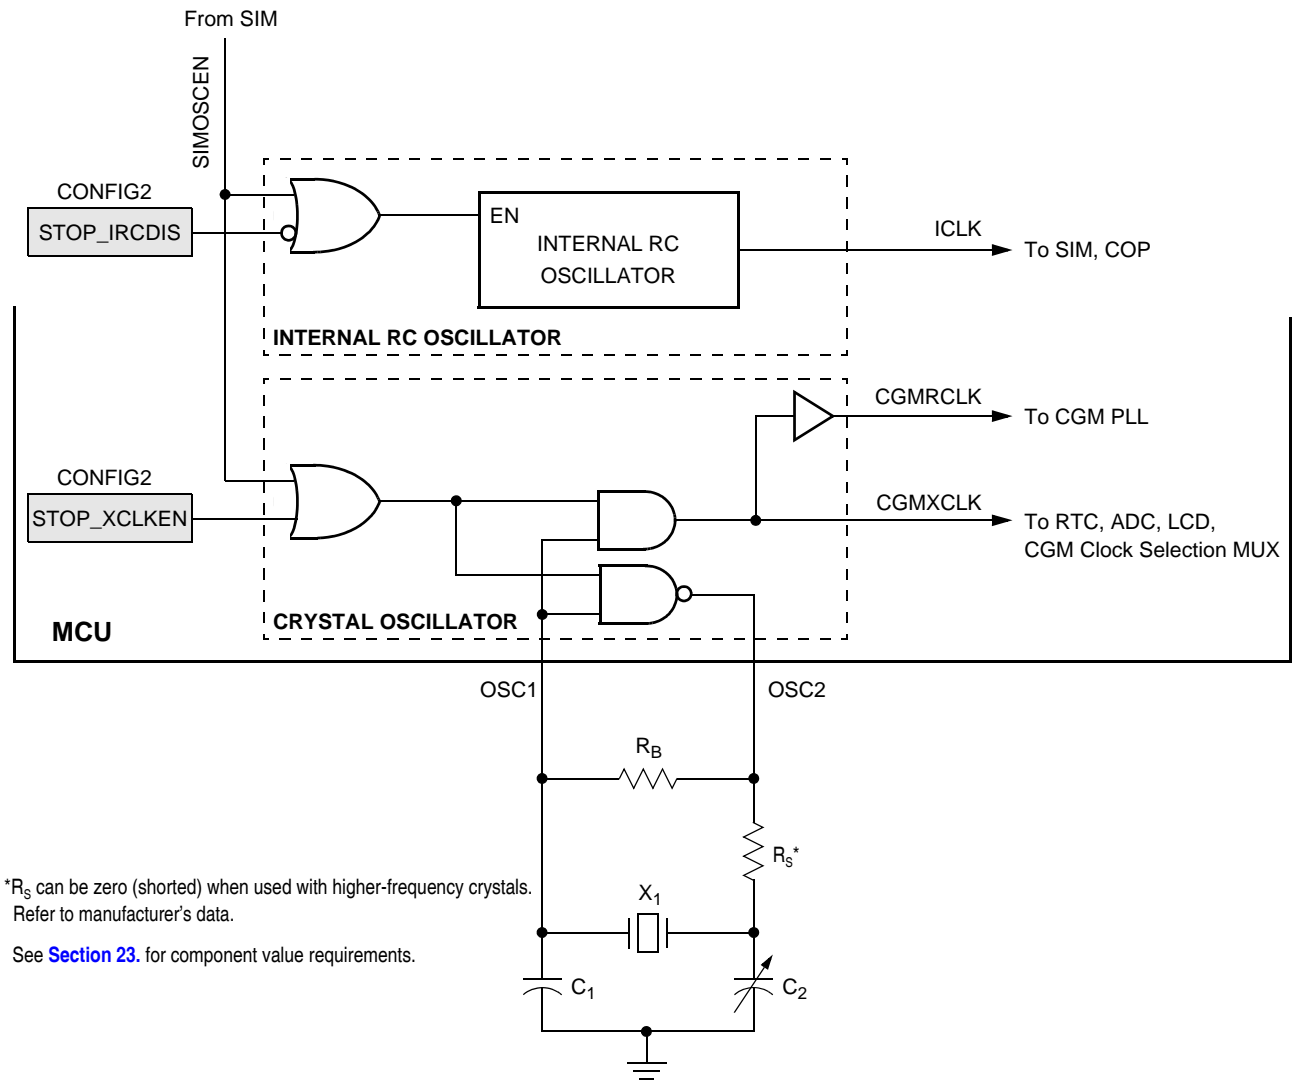 From SIM
SIMOSCEN
CONFIG2
STOP_IRCDIS
EN
INTERNAL RC
OSCILLATOR
ICLK
To SIM, COP
INTERNAL RC OSCILLATOR
CGMRCLK
To CGM PLL
CONFIG2
STOP_XCLKEN
CGMXCLK
To RTC, ADC, LCD,
CGM Clock Selection MUX
CRYSTAL OSCILLATOR
MCU
OSC1
OSC2
RB
RS*
*RS can be zero (shorted) when used with higher-frequency crystals.
Refer to manufacturer's data.
See Section 23. for component value requirements.
X1
C1
C2